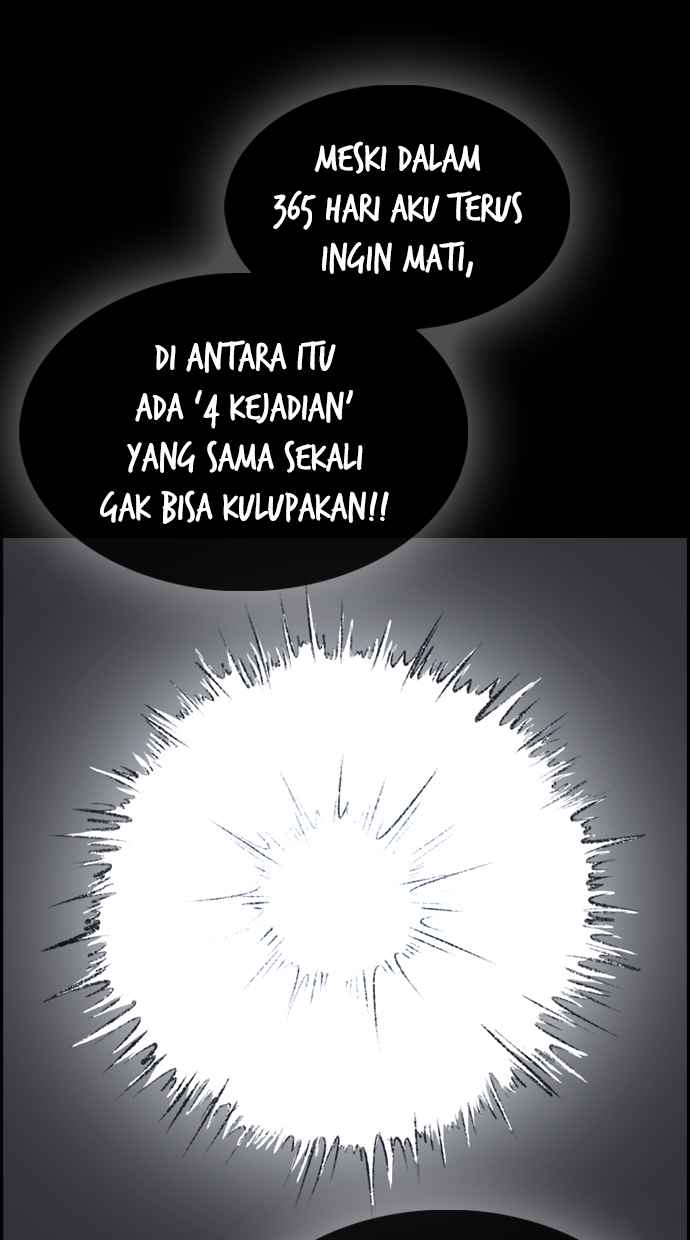 MESKI DALAM
365 HARI AKU TERUS
INGIN MATI,
DI ANTARA ITU
ADA '4 KEJADIAN'
YANG SAMA SEKALI
GAK BISA KULUPAKAN!!